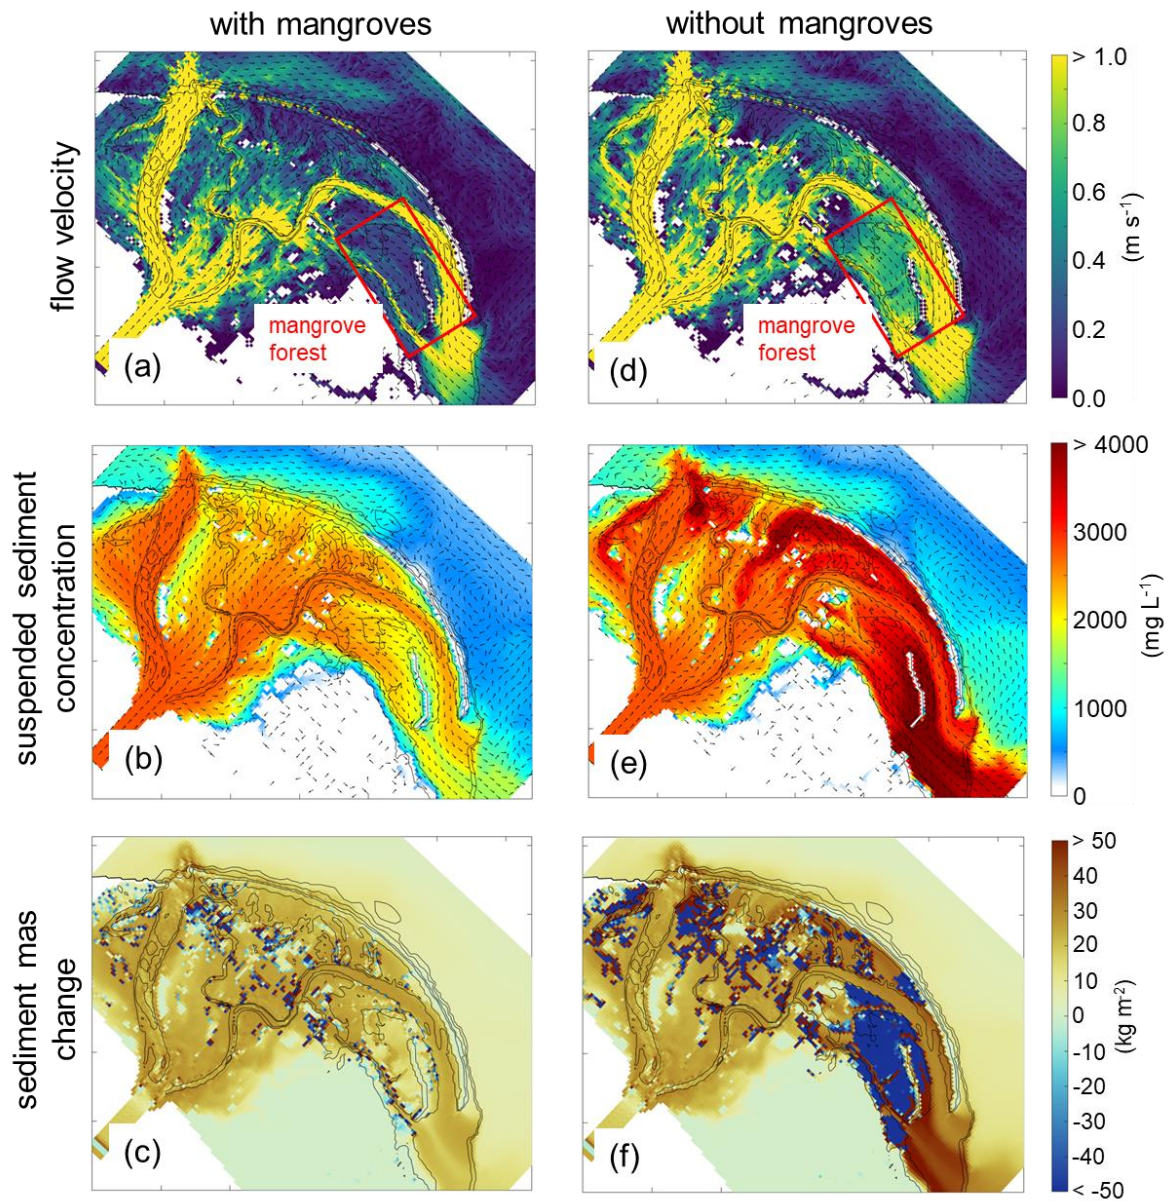 with mangroves
without mangroves
flow velocity
mangrove
forest
(a)
mangrove
forest
(d)
> 1.0
0.8
0.6
0.4
0.2
0.0
(m s⁻¹)
suspended sediment
concentration
(b)
(e)
> 4000
3000
2000
1000
0
(mg L⁻¹)
sediment mas
change
(c)
(f)
> 50
40
30
20
10
0
-10
-20
-30
-40
< -50
(kg m⁻²)